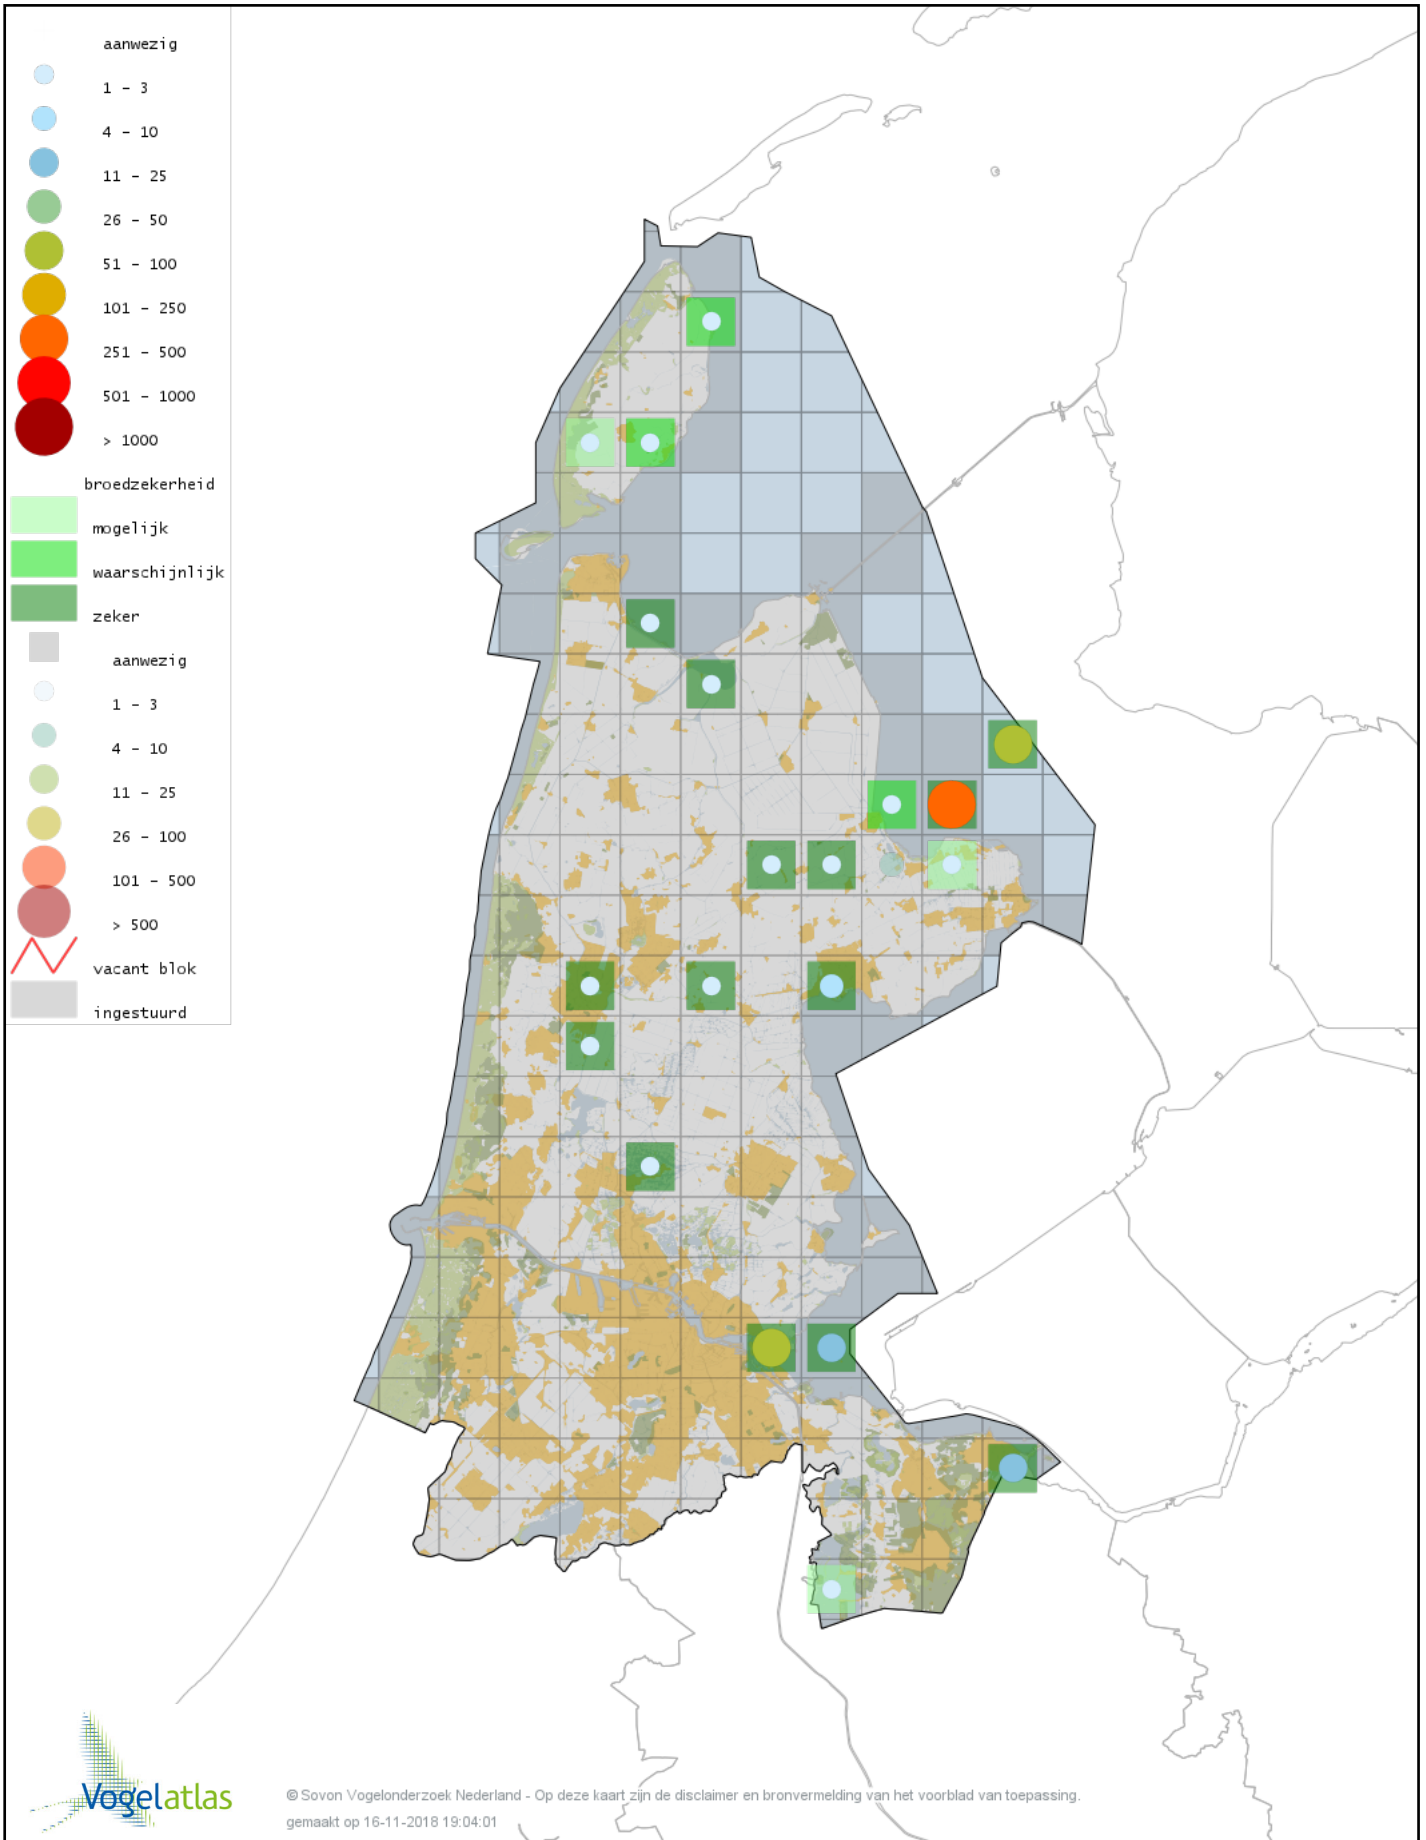 aanwezig
1 - 3
4 - 10
11 - 25
26 - 50
51 - 100
101 - 250
251 - 500
501 - 1000
> 1000
broedzekerheid
mogelijk
waarschijnlijk
zeker
aanwezig
1 - 3
4 - 10
11 - 25
26 - 100
101 - 500
> 500
vacant blok
ingestuurd
Vogelatlas
© Sovon Vogelonderzoek Nederland - Op deze kaart zijn de disclaimer en bronvermelding van het voorblad van toepassing.
gemaakt op 16-11-2018 19:04:01